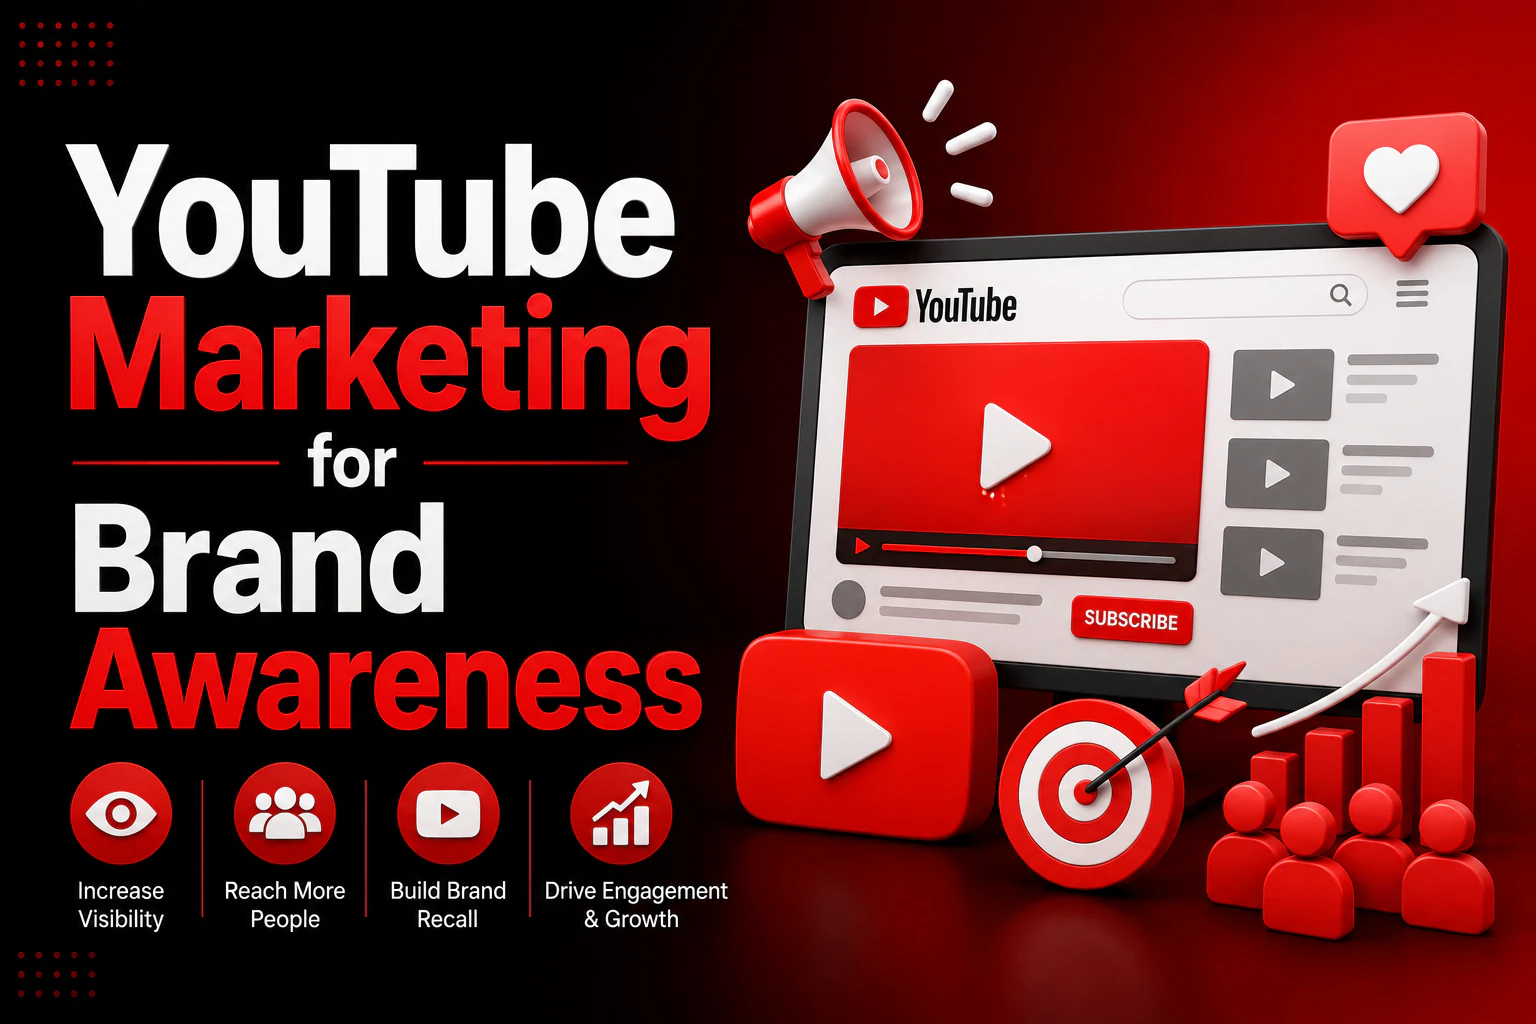 YouTube
Marketing
for
Brand
Awareness
Increase
Visibility
Reach More
People
Build Brand
Recall
Drive Engagement
& Growth
YouTube
SUBSCRIBE